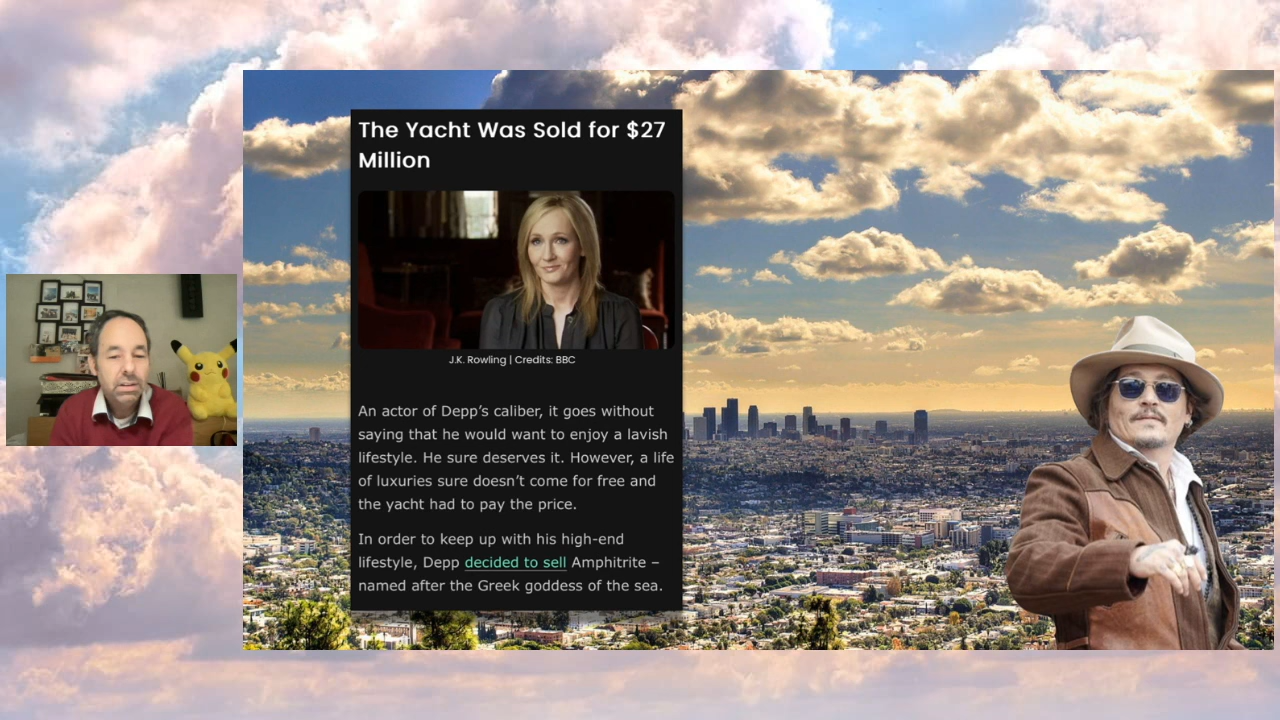 The Yacht Was Sold for $27
Million
J.K. Rowling | Credits: BBC
An actor of Depp’s caliber, it goes without
saying that he would want to enjoy a lavish
lifestyle. He sure deserves it. However, a life
of luxuries sure doesn’t come for free and
the yacht had to pay the price.
In order to keep up with his high-end
lifestyle, Depp decided to sell Amphitrite –
named after the Greek goddess of the sea.